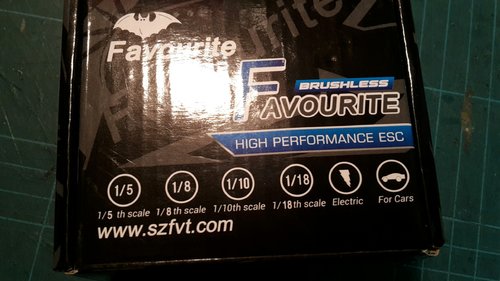 Favourite
BRUSHLESS
FAVOURITE
HIGH PERFORMANCE ESC
1/5 1/8 1/10 1/18
1/5 th scale 1/8 th scale 1/10th scale 1/18th scale Electric For Cars
www.szfvt.com